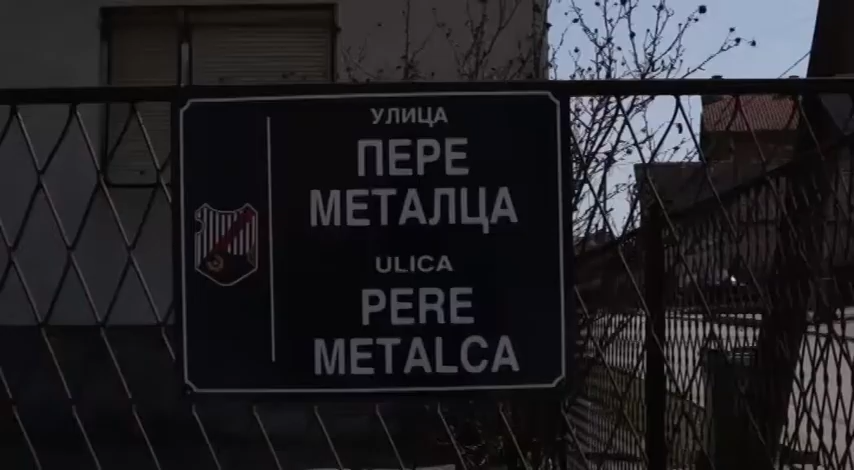 УЛИЦА
ПЕРЕ
МЕТАЛЦА
ULICA
PERE
METALCA